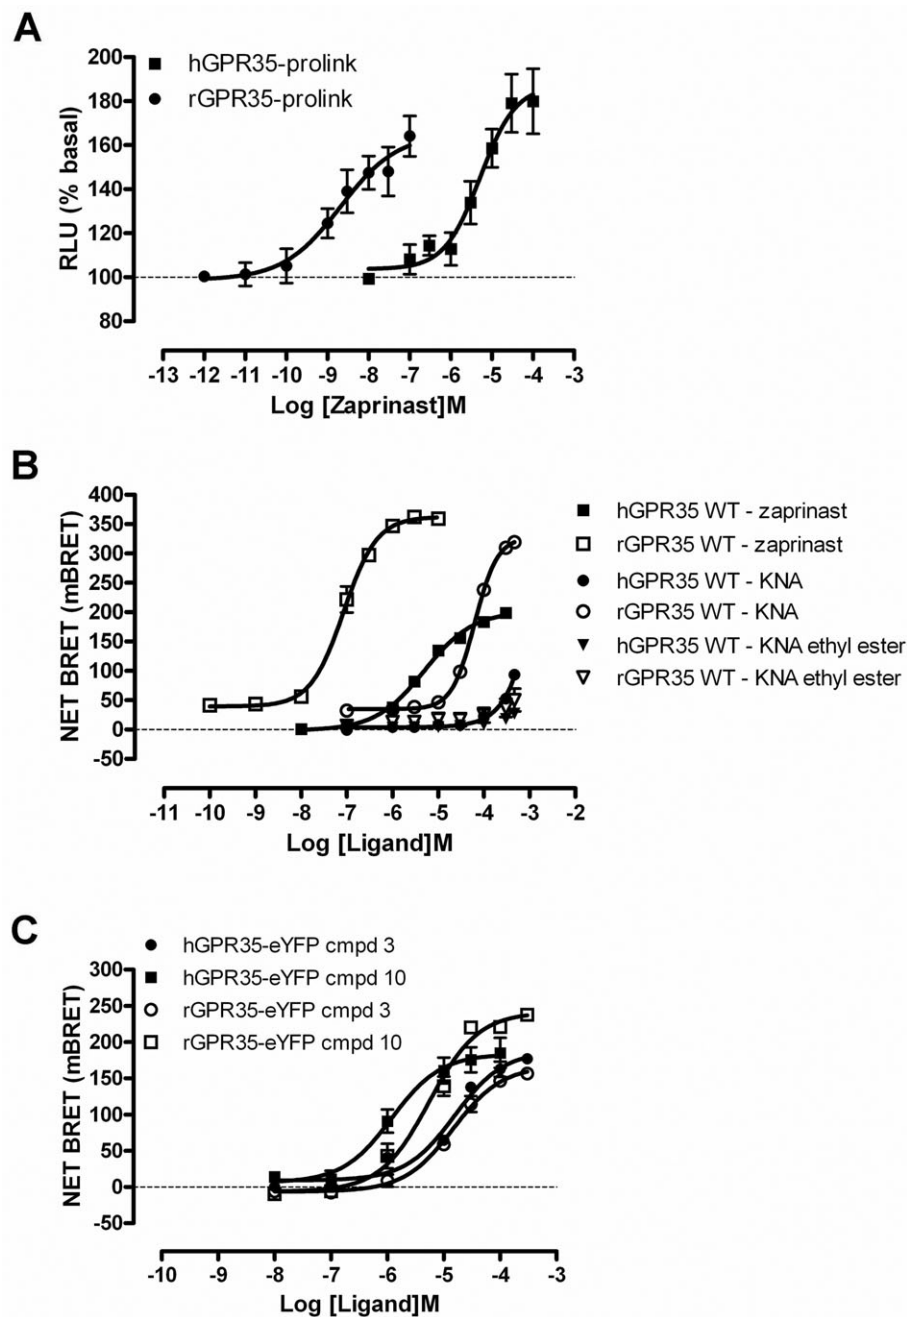 A
hGPR35-prolink
rGPR35-prolink
RLU (% basal)
200
180
160
140
120
100
80
-13 -12 -11 -10 -9 -8 -7 -6 -5 -4 -3
Log [Zaprinast]M
B
hGPR35 WT - zaprinast
rGPR35 WT - zaprinast
hGPR35 WT - KNA
rGPR35 WT - KNA
hGPR35 WT - KNA ethyl ester
rGPR35 WT - KNA ethyl ester
NET BRET (mBRET)
400
350
300
250
200
150
100
50
0
-50
-11 -10 -9 -8 -7 -6 -5 -4 -3 -2
Log [Ligand]M
C
hGPR35-eYFP cmpd 3
hGPR35-eYFP cmpd 10
rGPR35-eYFP cmpd 3
rGPR35-eYFP cmpd 10
NET BRET (mBRET)
300
250
200
150
100
50
0
-50
-10 -9 -8 -7 -6 -5 -4 -3
Log [Ligand]M